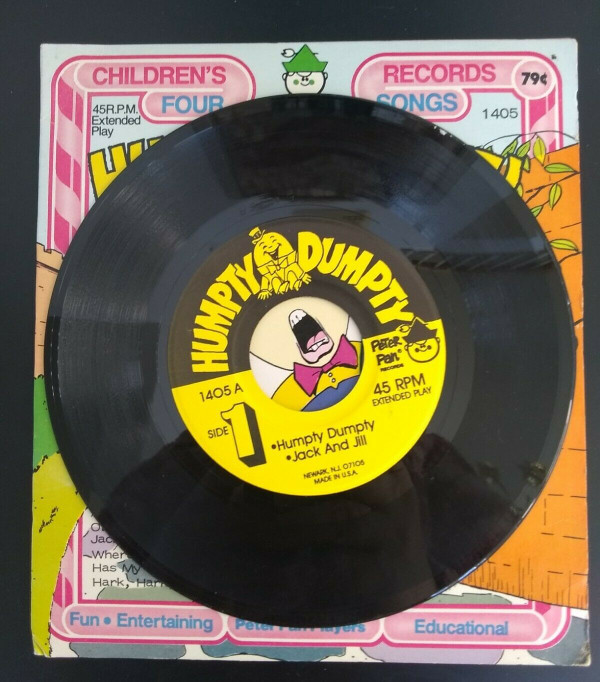 CHILDREN'S
RECORDS
79¢
45R.P.M.
Extended
Play
FOUR
SONGS
1405
HUMPTY DUMPTY
Peter
Pan®
RECORDS
1405 A
45 RPM
EXTENDED PLAY
SIDE 1
•Humpty Dumpty
•Jack And Jill
NEWARK, N.J. 07105
MADE IN U.S.A.
Has My
Hark, Hark
Fun • Entertaining
Peter Pan Players
Educational